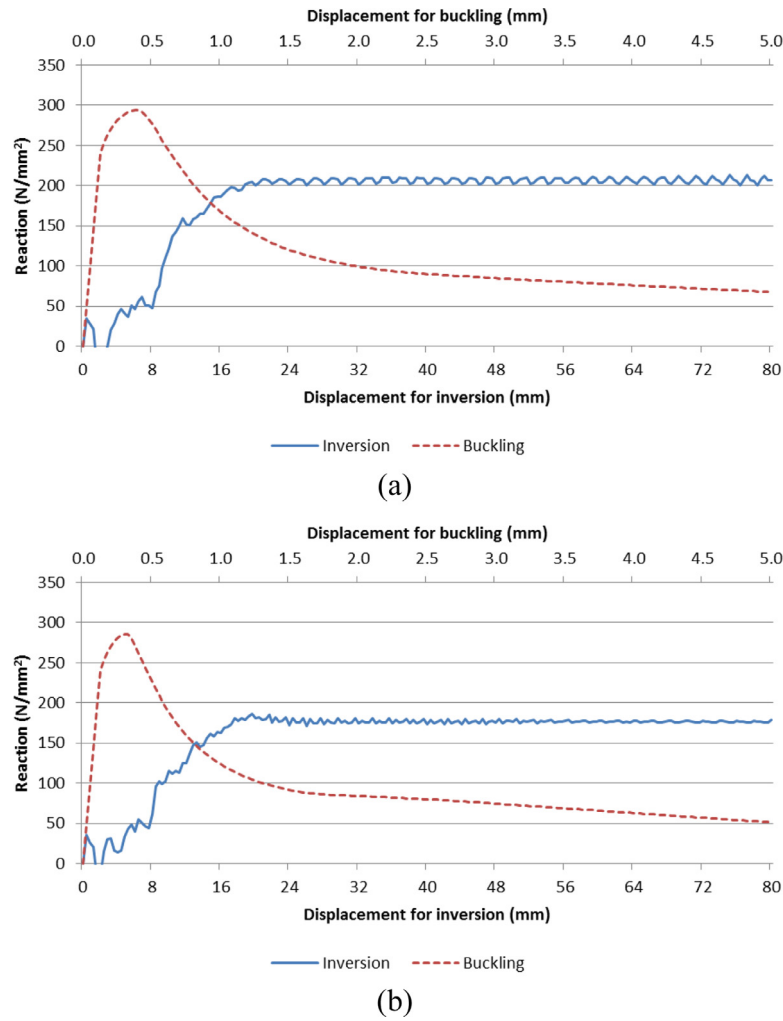 Displacement for buckling (mm)
0.0 0.5 1.0 1.5 2.0 2.5 3.0 3.5 4.0 4.5 5.0
350
300
250
200
150
100
50
0
Reaction (N/mm²)
0 8 16 24 32 40 48 56 64 72 80
Displacement for inversion (mm)
Inversion Buckling
(a)
Displacement for buckling (mm)
0.0 0.5 1.0 1.5 2.0 2.5 3.0 3.5 4.0 4.5 5.0
350
300
250
200
150
100
50
0
Reaction (N/mm²)
0 8 16 24 32 40 48 56 64 72 80
Displacement for inversion (mm)
Inversion Buckling
(b)